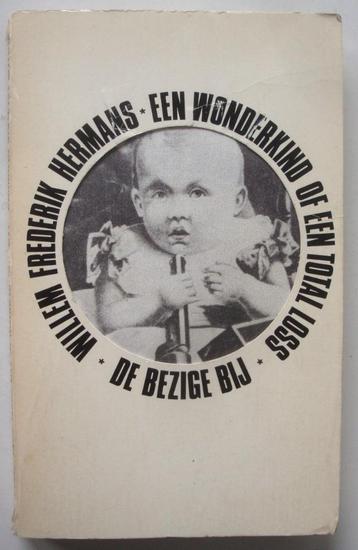 WILLEM FREDERIK HERMANS * EEN WONDERKIND OF EEN TOTAL LOSS *
DE BEZIGE BIJ *